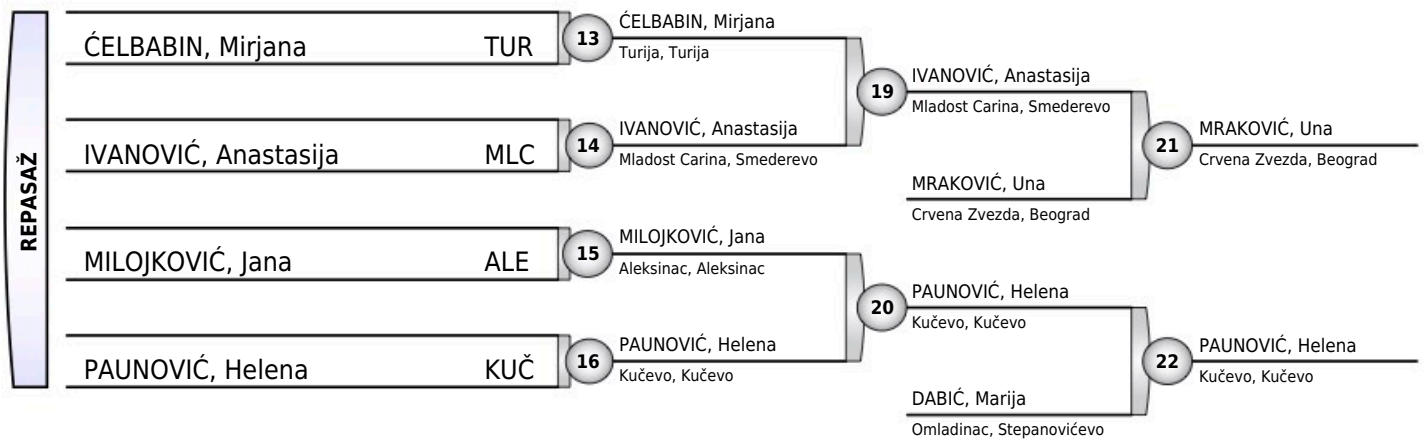 REPASAŽ
ĆELBABIN, Mirjana TUR
IVANOVIĆ, Anastasija MLC
MILOJKOVIĆ, Jana ALE
PAUNOVIĆ, Helena KUČ
13
ĆELBABIN, Mirjana
Turija, Turija
14
IVANOVIĆ, Anastasija
Mladost Carina, Smederevo
15
MILOJKOVIĆ, Jana
Aleksinac, Aleksinac
16
PAUNOVIĆ, Helena
Kučevo, Kučevo
19
IVANOVIĆ, Anastasija
Mladost Carina, Smederevo
MRAKOVIĆ, Una
Crvena Zvezda, Beograd
20
PAUNOVIĆ, Helena
Kučevo, Kučevo
DABIĆ, Marija
Omladinac, Stepanovićevo
21
MRAKOVIĆ, Una
Crvena Zvezda, Beograd
22
PAUNOVIĆ, Helena
Kučevo, Kučevo